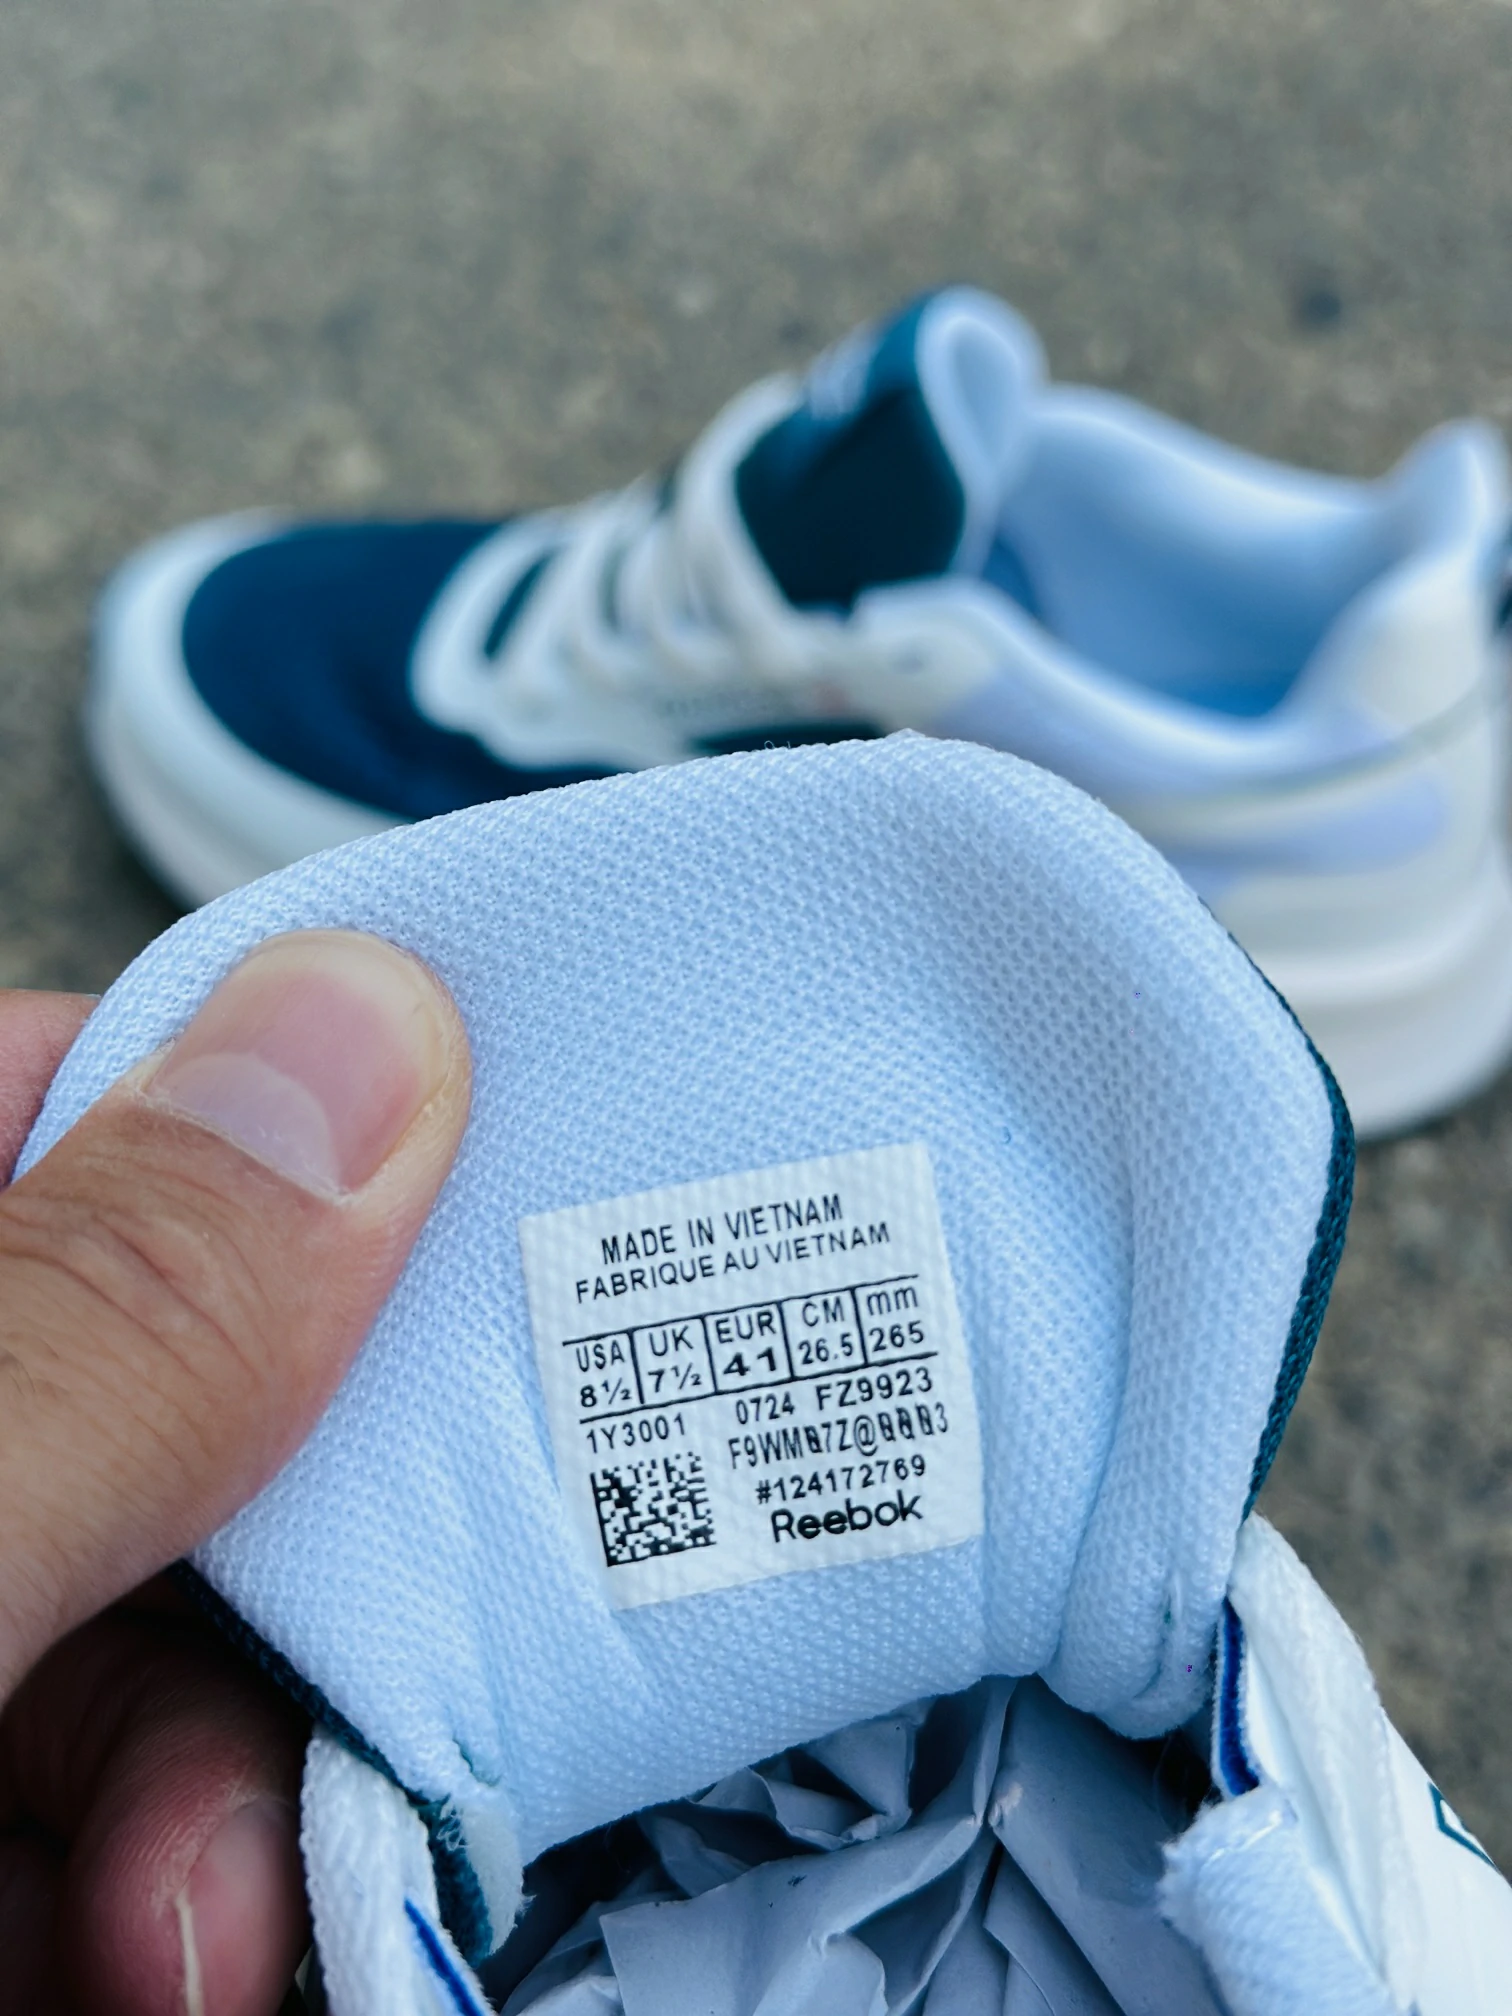 MADE IN VIETNAM
FABRIQUE AU VIETNAM
USA UK EUR CM mm
8½ 7½ 41 26.5 265
1Y3001 0724 FZ9923
#124172769
Reebok